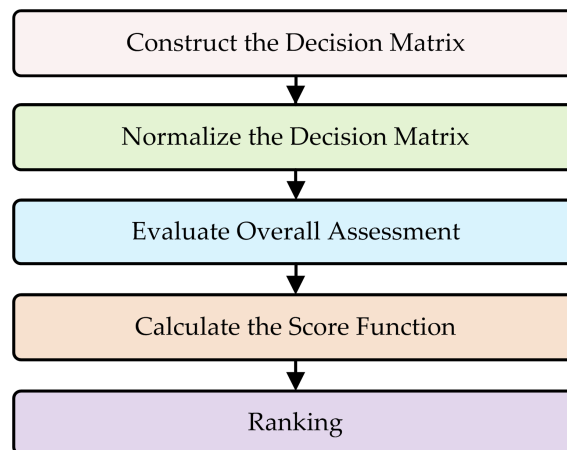 Construct the Decision Matrix
Normalize the Decision Matrix
Evaluate Overall Assessment
Calculate the Score Function
Ranking